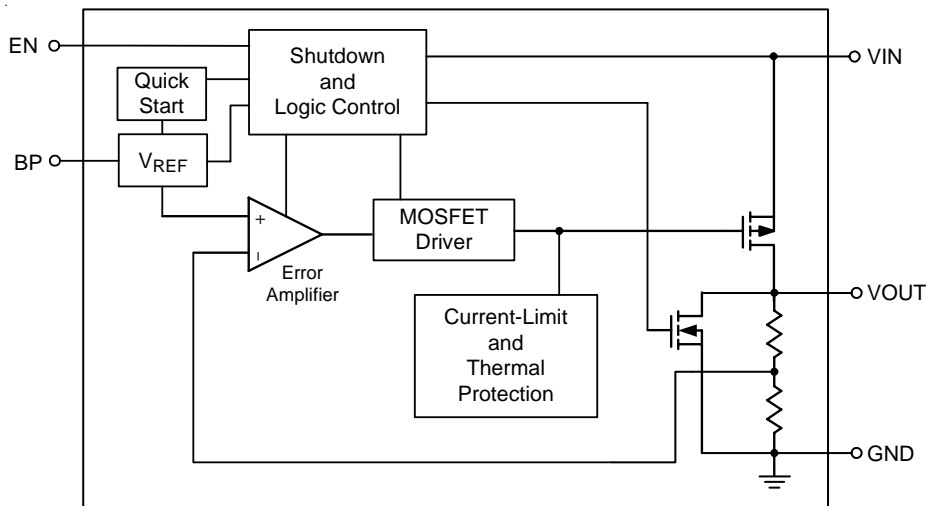 EN
Shutdown
and
Logic Control
VIN
Quick
Start
BP
VREF
+
MOSFET
Driver
−
Error
Amplifier
Current-Limit
and
Thermal
Protection
VOUT
GND